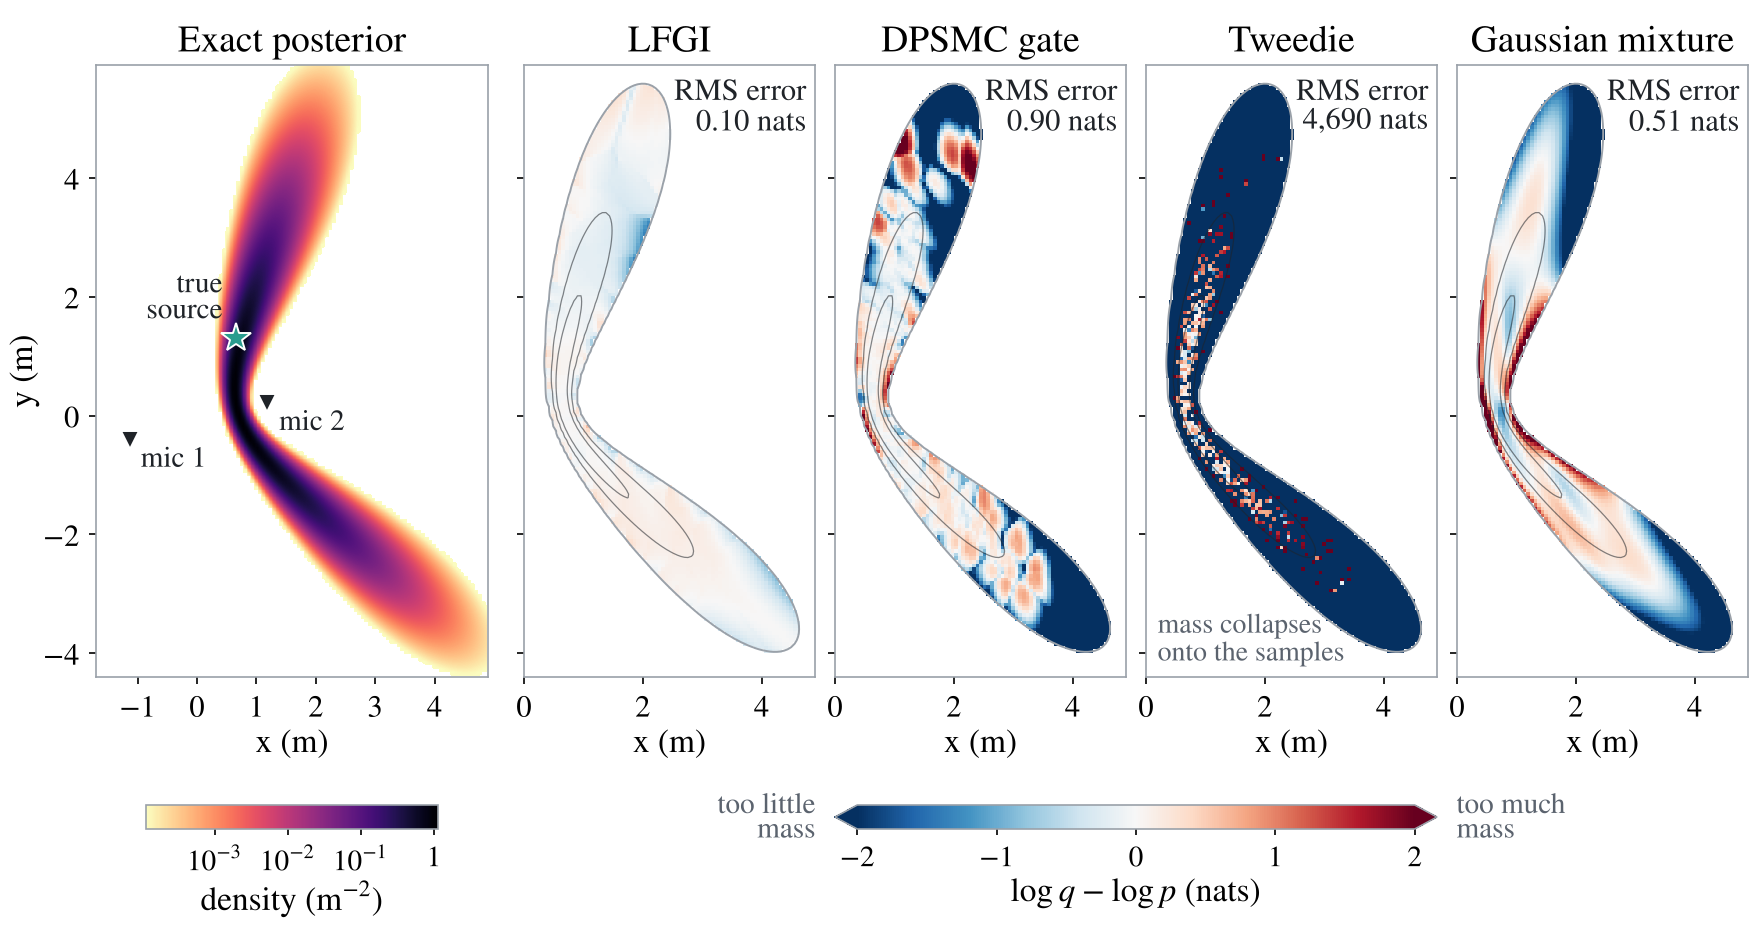 Exact posterior
LFGI
DPSMC gate
Tweedie
Gaussian mixture
RMS error
0.10 nats
RMS error
0.90 nats
RMS error
4,690 nats
RMS error
0.51 nats
true
source
mic 2
mic 1
mass collapses
onto the samples
y (m)
4
2
0
−2
−4
−1 0 1 2 3 4
x (m)
0 2 4
x (m)
0 2 4
x (m)
0 2 4
x (m)
0 2 4
x (m)
10⁻³ 10⁻² 10⁻¹ 1
density (m⁻²)
too little
mass
too much
mass
−2 −1 0 1 2
log q − log p (nats)